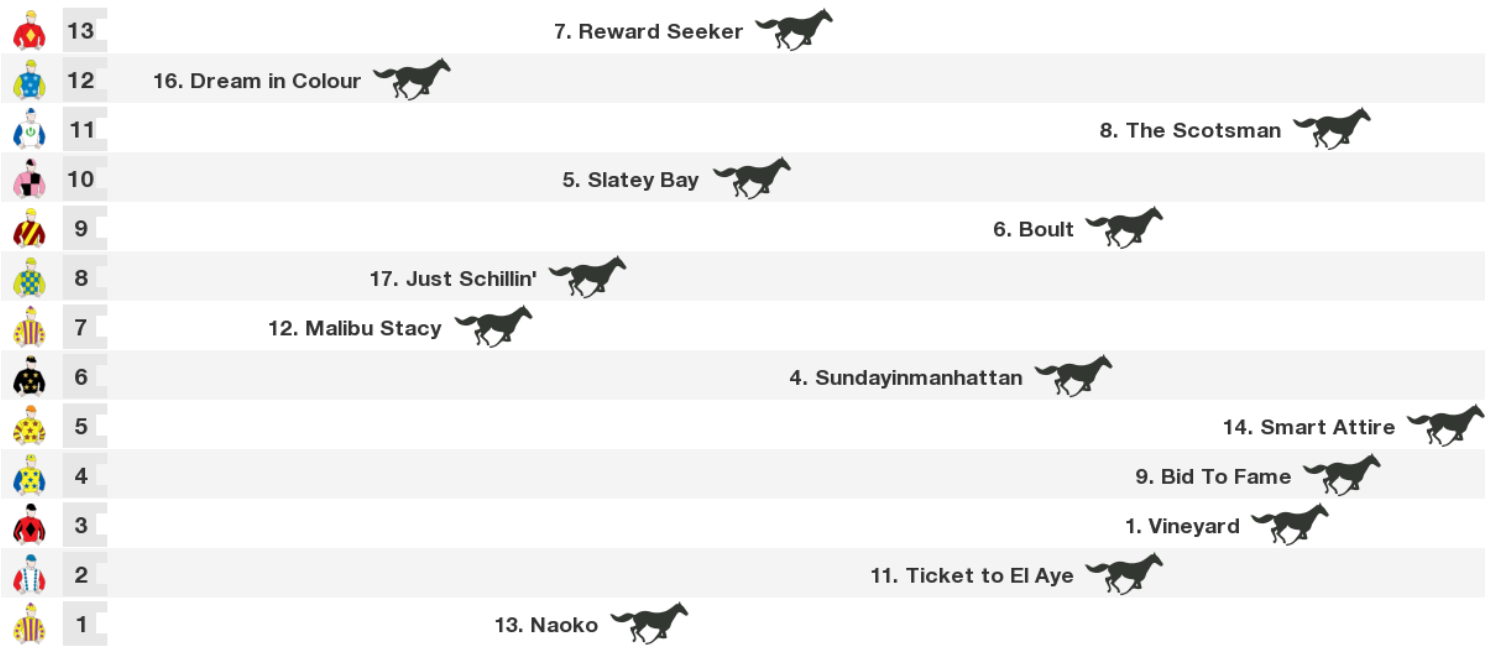 13 7. Reward Seeker
12 16. Dream in Colour
11 8. The Scotsman
10 5. Slatey Bay
9 6. Boult
8 17. Just Schillin'
7 12. Malibu Stacy
6 4. Sundayinmanhattan
5 14. Smart Attire
4 9. Bid To Fame
3 1. Vineyard
2 11. Ticket to El Aye
1 13. Naoko